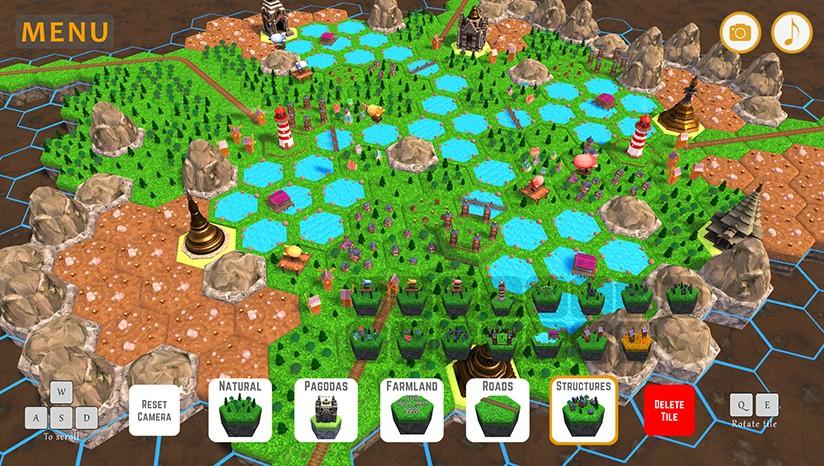 MENU
W
A S D
To scroll
RESET
CAMERA
NATURAL
PAGODAS
FARMLAND
ROADS
STRUCTURES
DELETE
TILE
Q E
Rotate tile